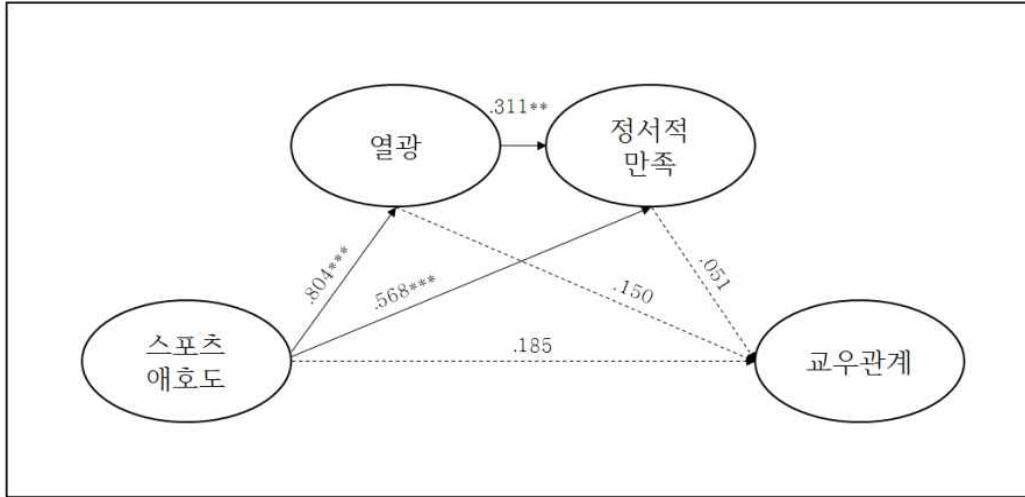 .311**
열광
정서적
만족
.804***
.568***
.150
.051
스포츠
애호도
.185
교우관계